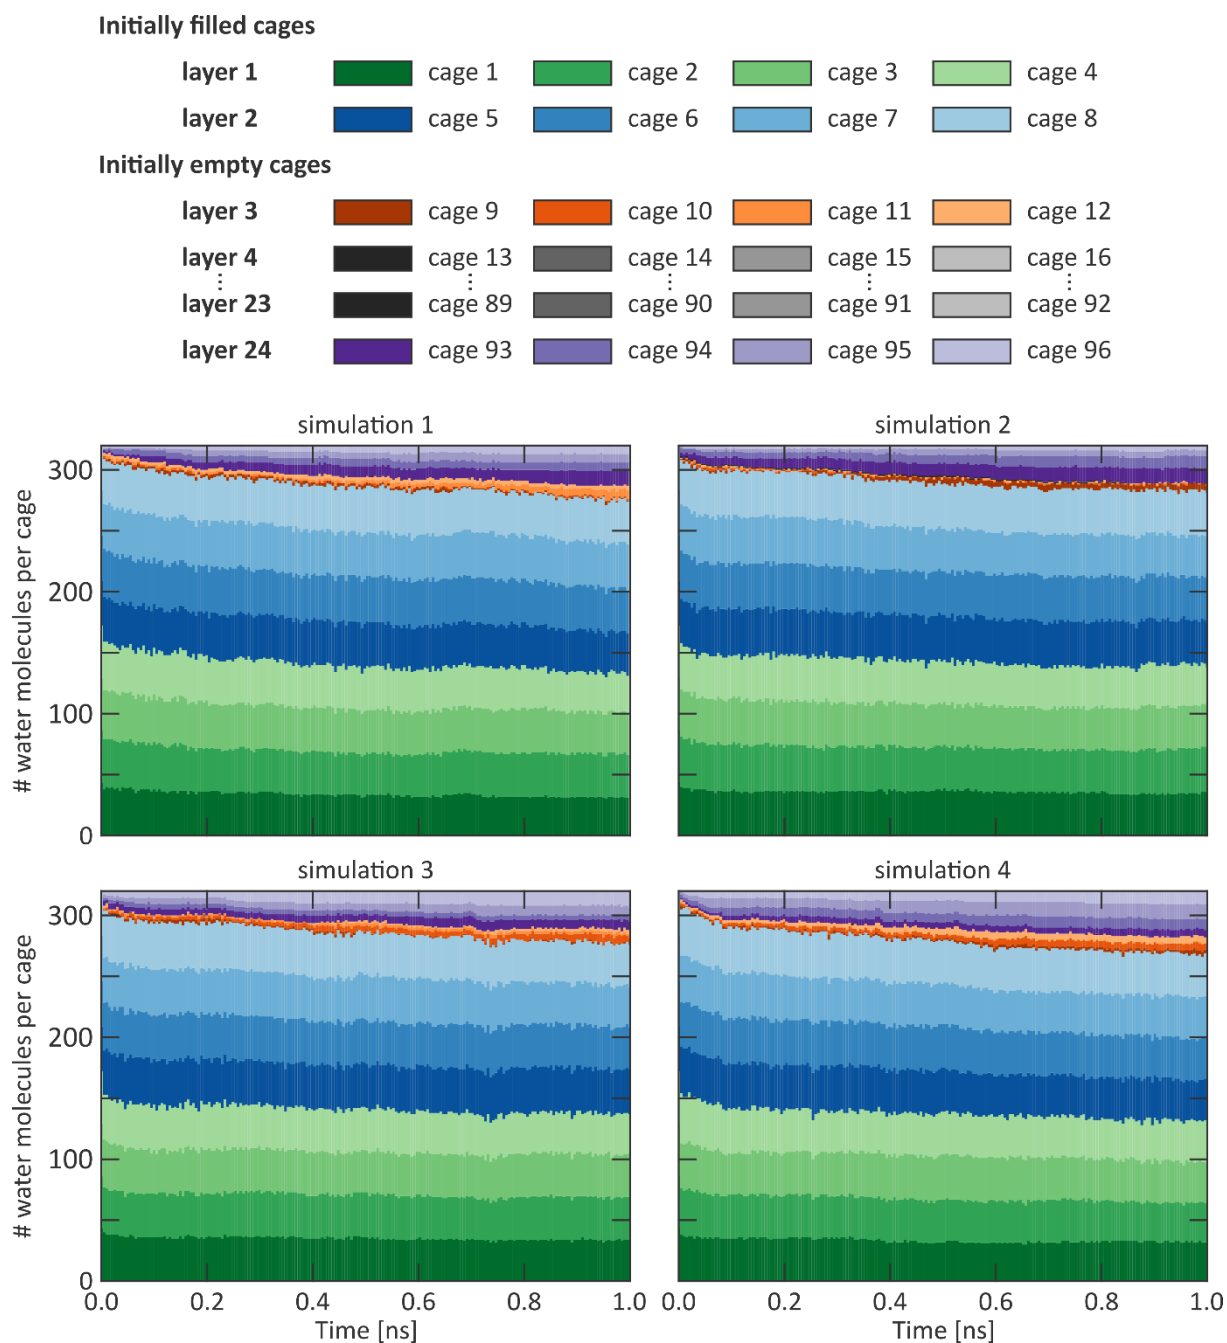 Initially filled cages
layer 1 cage 1 cage 2 cage 3 cage 4
layer 2 cage 5 cage 6 cage 7 cage 8
Initially empty cages
layer 3 cage 9 cage 10 cage 11 cage 12
layer 4 cage 13 cage 14 cage 15 cage 16
layer 23 cage 89 cage 90 cage 91 cage 92
layer 24 cage 93 cage 94 cage 95 cage 96
simulation 1
simulation 2
# water molecules per cage
300
200
100
0
simulation 3
simulation 4
# water molecules per cage
300
200
100
0
0.0 0.2 0.4 0.6 0.8 1.0
0.0 0.2 0.4 0.6 0.8 1.0
Time [ns]
Time [ns]